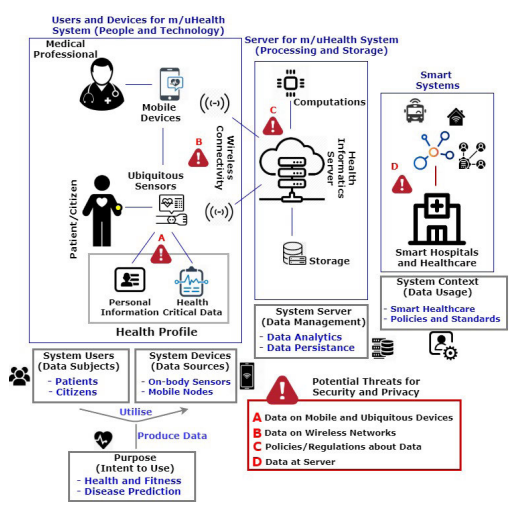 Users and Devices for m/uHealth
System (People and Technology)
Medical
Professional
Mobile
Devices
B
Wireless
Connectivity
Ubiquitous
Sensors
Patient/Citizen
A
Personal
Information
Health
Critical Data
Health Profile
Server for m/uHealth System
(Processing and Storage)
Computations
C
Health
Informatics
Server
Storage
Smart
Systems
D
Smart Hospitals
and Healthcare
System Context
(Data Usage)
- Smart Healthcare
- Policies and Standards
System Server
(Data Management)
- Data Analytics
- Data Persistance
System Users
(Data Subjects)
- Patients
- Citizens
System Devices
(Data Sources)
- On-body Sensors
- Mobile Nodes
Utilise
Produce Data
Purpose
(Intent to Use)
- Health and Fitness
- Disease Prediction
Potential Threats for
Security and Privacy
A Data on Mobile and Ubiquitous Devices
B Data on Wireless Networks
C Policies/Regulations about Data
D Data at Server